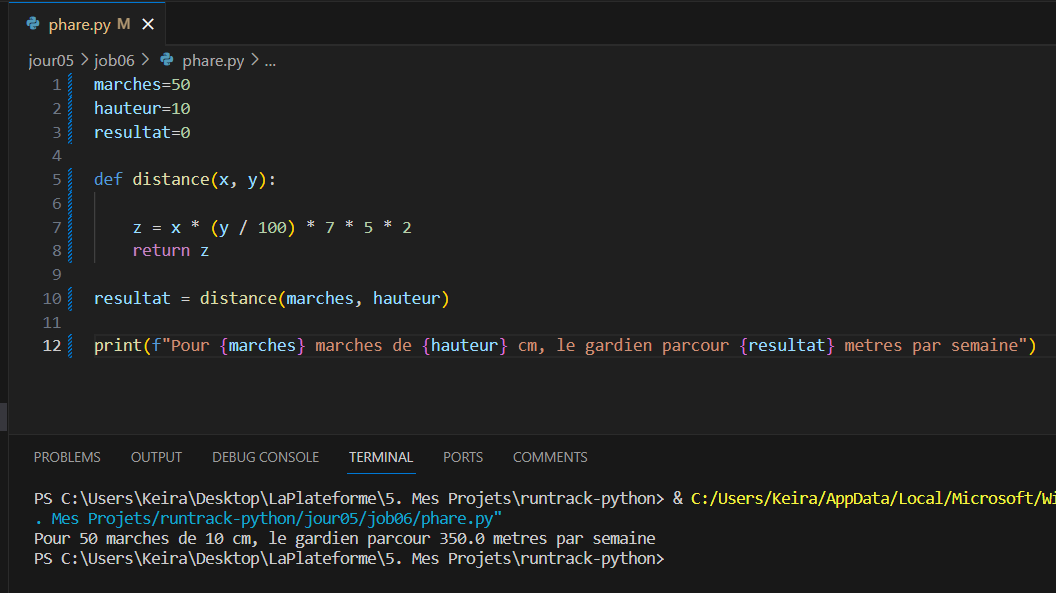 phare.py M
jour05 > job06 > phare.py > ...
1 marches=50
2 hauteur=10
3 resultat=0
4
5 def distance(x, y):
6
7 z = x * (y / 100) * 7 * 5 * 2
8 return z
9
10 resultat = distance(marches, hauteur)
11
12 print(f"Pour {marches} marches de {hauteur} cm, le gardien parcour {resultat} metres par semaine")
PROBLEMS OUTPUT DEBUG CONSOLE TERMINAL PORTS COMMENTS
PS C:\Users\Keira\Desktop\LaPlateforme\5. Mes Projets\runtrack-python> & C:/Users/Keira/AppData/Local/Microsoft/Wi
. Mes Projets/runtrack-python/jour05/job06/phare.py"
Pour 50 marches de 10 cm, le gardien parcour 350.0 metres par semaine
PS C:\Users\Keira\Desktop\LaPlateforme\5. Mes Projets\runtrack-python>